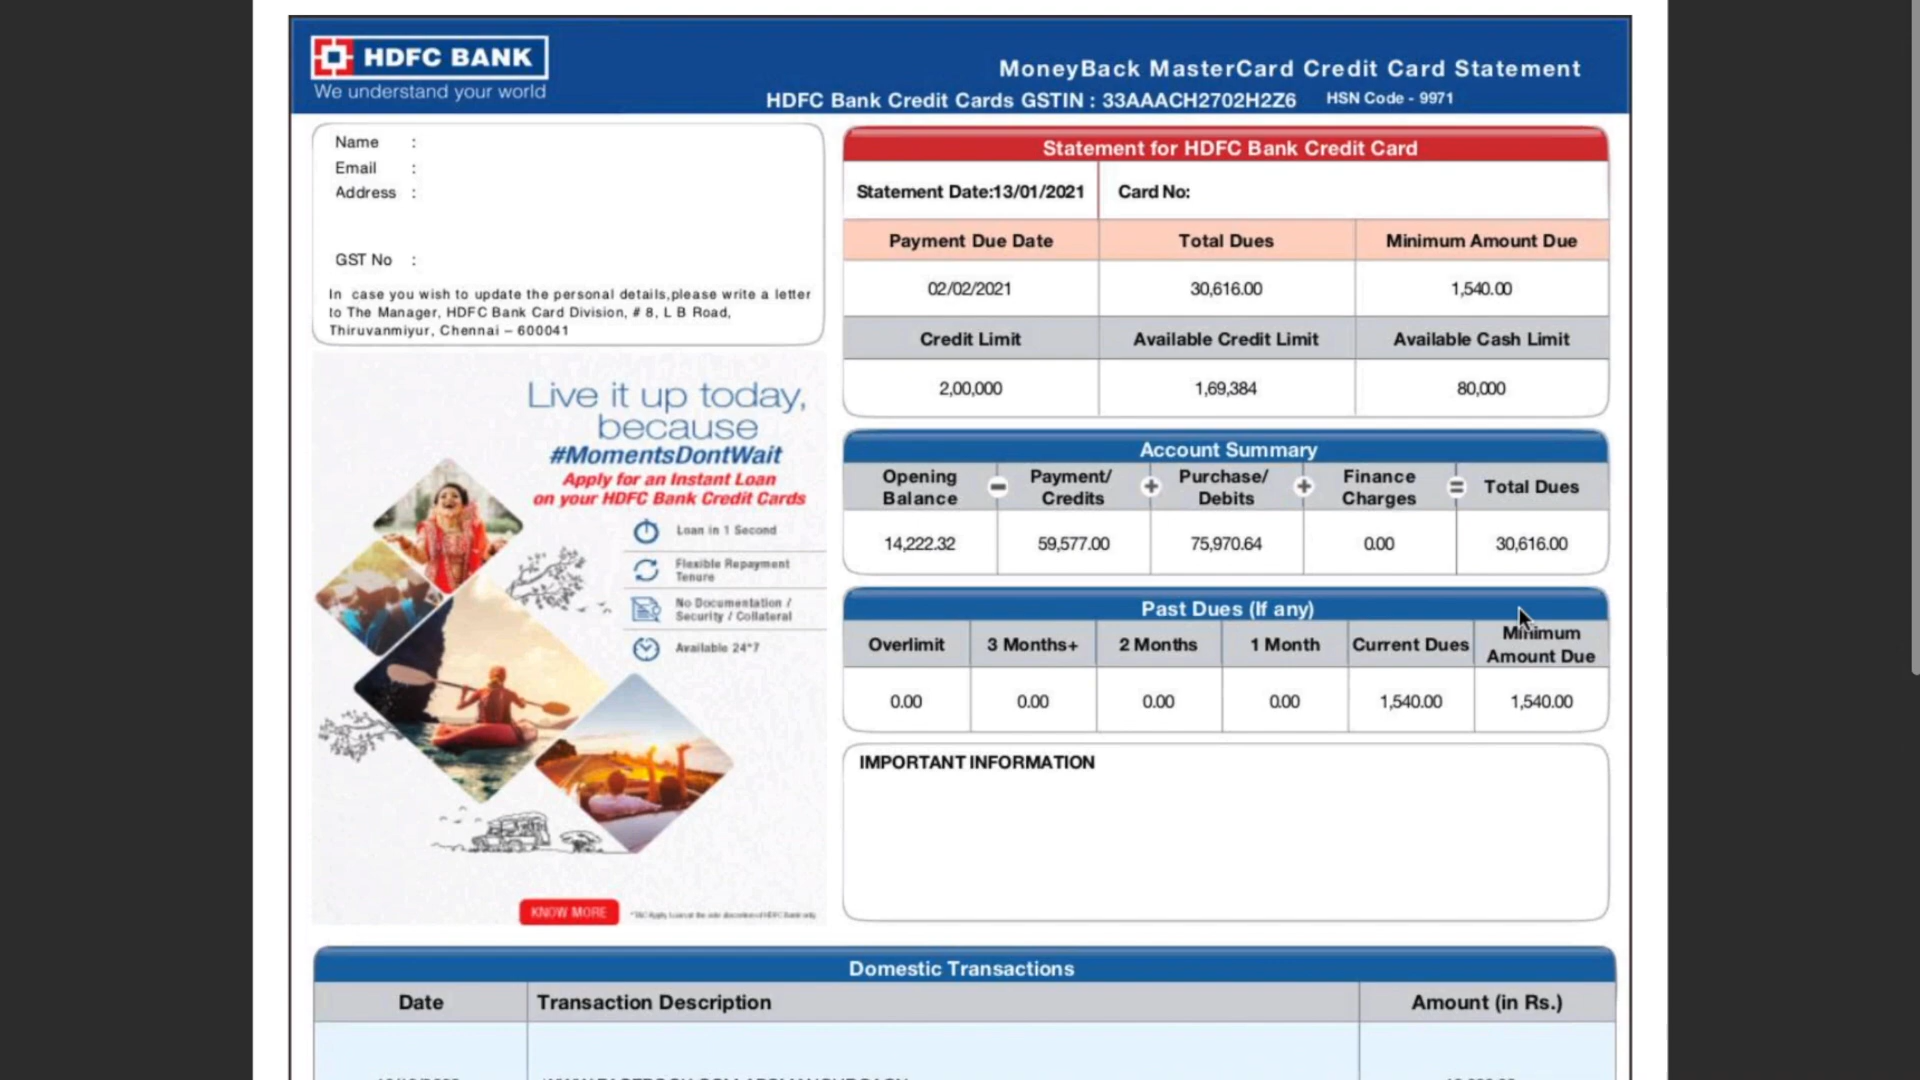 HDFC BANK
We understand your world
MoneyBack MasterCard Credit Card Statement
HDFC Bank Credit Cards GSTIN : 33AAACH2702H2Z6 HSN Code - 9971
Name :
Email :
Address :
GST No :
In case you wish to update the personal details,please write a letter
to The Manager, HDFC Bank Card Division, # 8, L B Road,
Thiruvanmiyur, Chennai – 600041
Live it up today,
because
#MomentsDontWait
Apply for an Instant Loan
on your HDFC Bank Credit Cards
Loan in 1 Second
Flexible Repayment
Tenure
No Documentation /
Security / Collateral
Available 24*7
KNOW MORE
Statement for HDFC Bank Credit Card
Statement Date:13/01/2021 Card No:
Payment Due Date Total Dues Minimum Amount Due
02/02/2021 30,616.00 1,540.00
Credit Limit Available Credit Limit Available Cash Limit
2,00,000 1,69,384 80,000
Account Summary
Opening Payment/ Purchase/ Finance
Balance - Credits + Debits + Charges = Total Dues
14,222.32 59,577.00 75,970.64 0.00 30,616.00
Past Dues (If any)
Overlimit 3 Months+ 2 Months 1 Month Current Dues Minimum
Amount Due
0.00 0.00 0.00 0.00 1,540.00 1,540.00
IMPORTANT INFORMATION
Domestic Transactions
Date Transaction Description Amount (in Rs.)